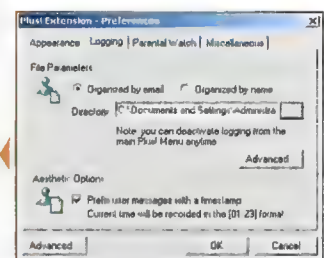 Plus! Extension - Preferences
Appearance Logging Parental Watch Miscellaneous
File Parameters
Organized by email Organized by name
Directory C:\Documents and Settings\Administra
Note you can deactivate logging from the
main Plus! Menu anytime
Advanced
Aesthetic Options
Prefix user messages with a timestamp
Current time will be recorded in the [01:23] format
Advanced OK Cancel